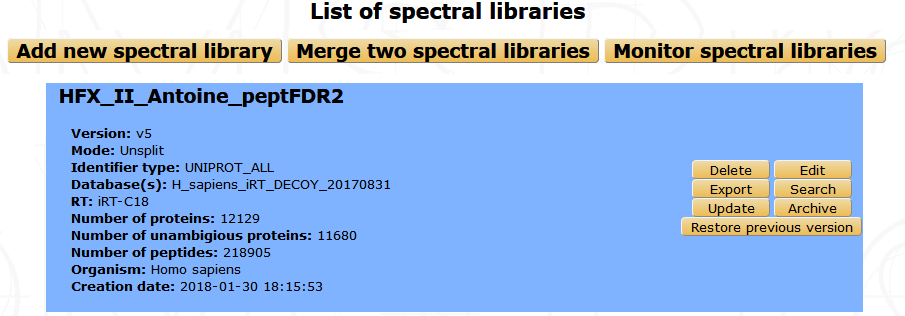 List of spectral libraries
Add new spectral library Merge two spectral libraries Monitor spectral libraries
HFX_II_Antoine_peptFDR2
Version: v5
Mode: Unsplit
Identifier type: UNIPROT_ALL
Database(s): H_sapiens_iRT_DECOY_20170831
RT: iRT-C18
Number of proteins: 12129
Number of unambigious proteins: 11680
Number of peptides: 218905
Organism: Homo sapiens
Creation date: 2018-01-30 18:15:53
Delete Edit
Export Search
Update Archive
Restore previous version